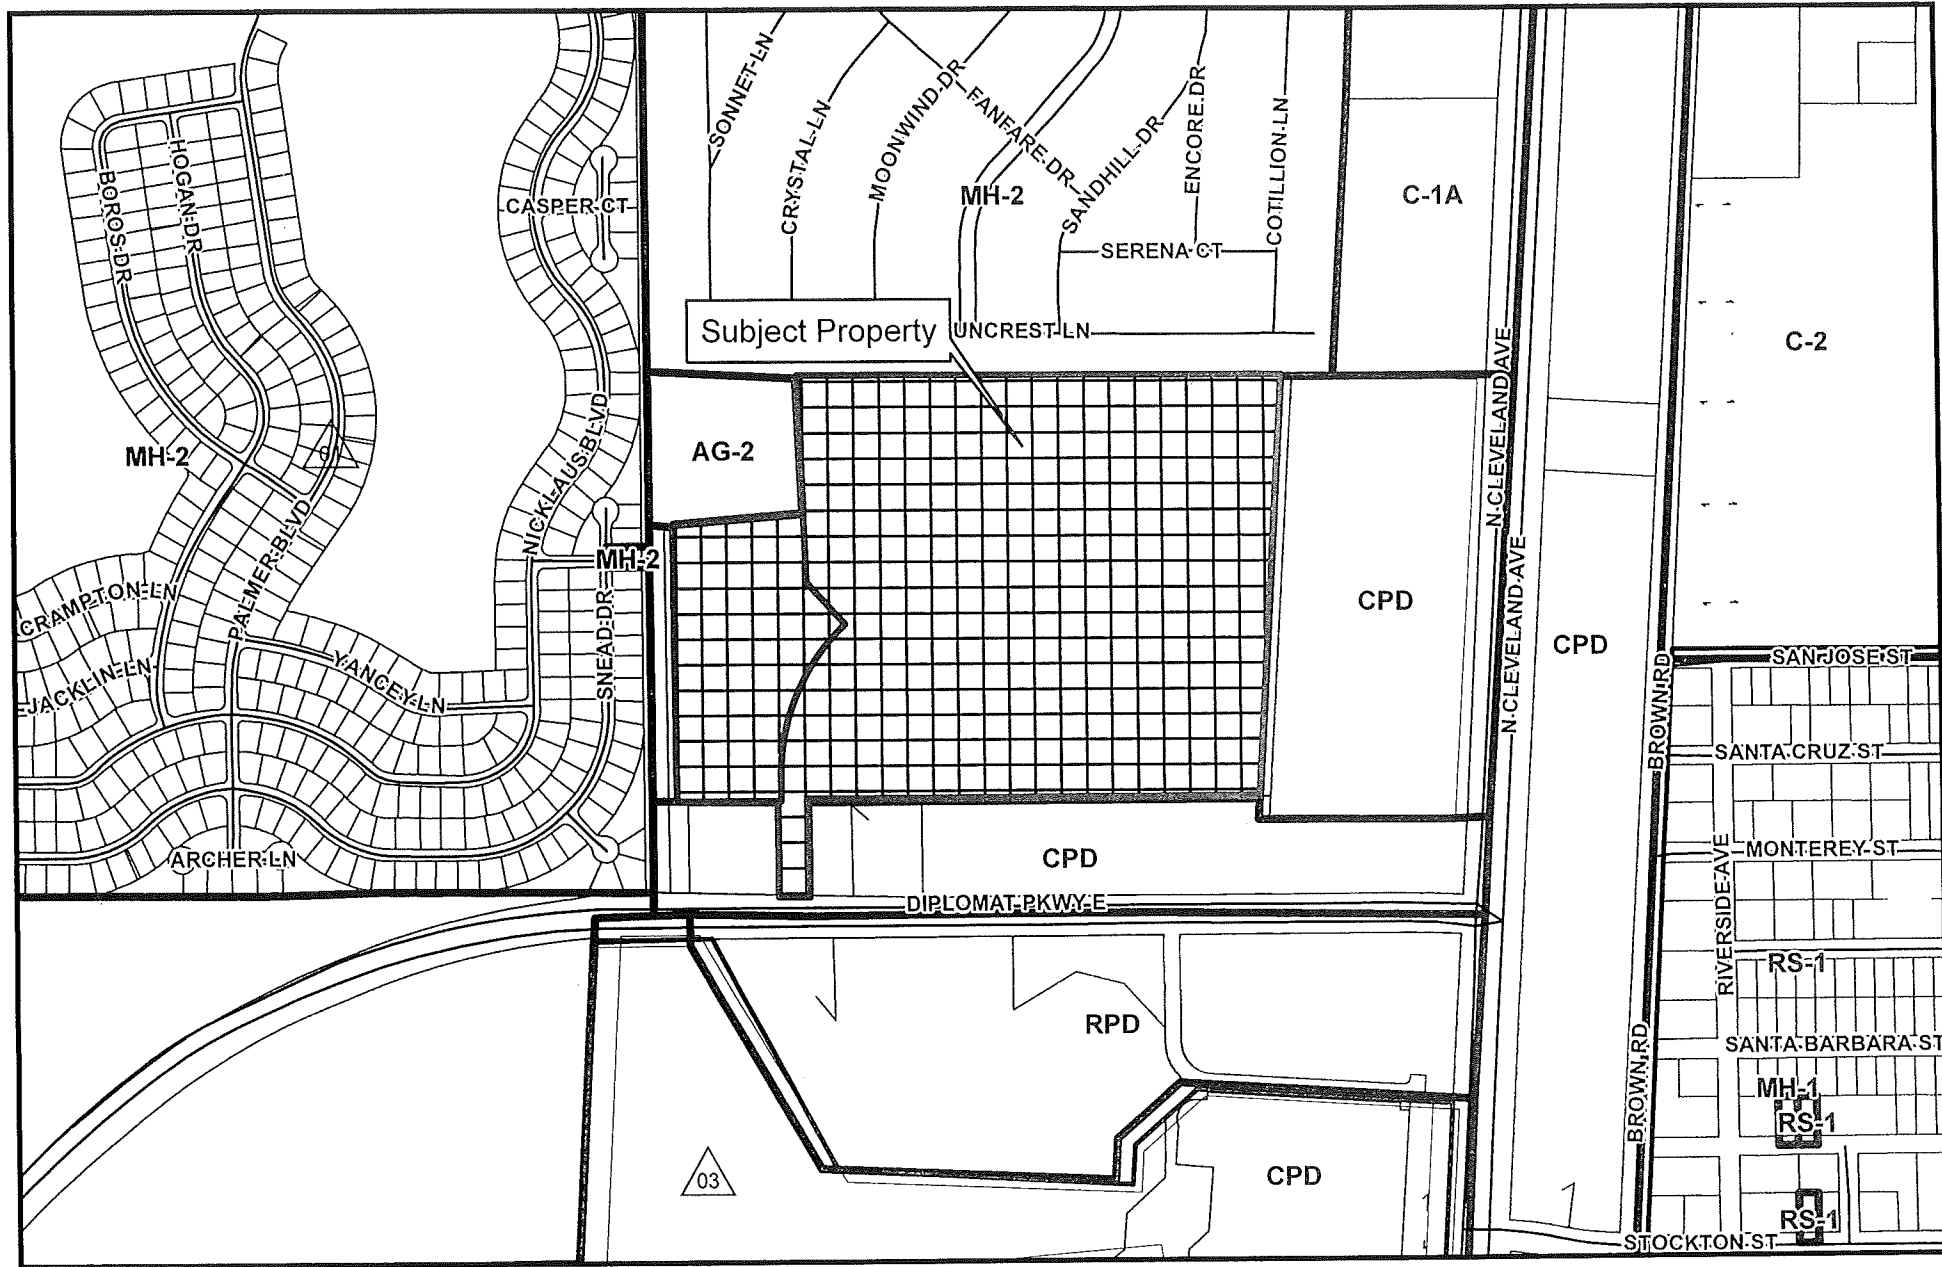 SONNET LN
CRYSTAL LN
MOONWIND DR
FANFARE DR
SANDHILL DR
ENCORE DR
COTILLION LN
SERENA CT
MH-2
C-1A
HOGAN DR
BOROS DR
CASPER CT
Subject Property
UNCREST LN
C-2
N CLEVELAND AVE
N CLEVELAND AVE
MH-2
AG-2
NICKLAUS BLVD
PALMER BLVD
MH-2
SNEAD DR
CRAMPTON LN
JACKLIN LN
YANCEY LN
ARCHER LN
CPD
CPD
CPD
BROWN RD
SAN JOSE ST
SANTA CRUZ ST
MONTEREY ST
RIVERSIDE AVE
DIPLOMAT PKWY E
RS-1
RPD
SANTA BARBARA ST
BROWN RD
MH-1
RS-1
03
CPD
RS-1
STOCKTON ST